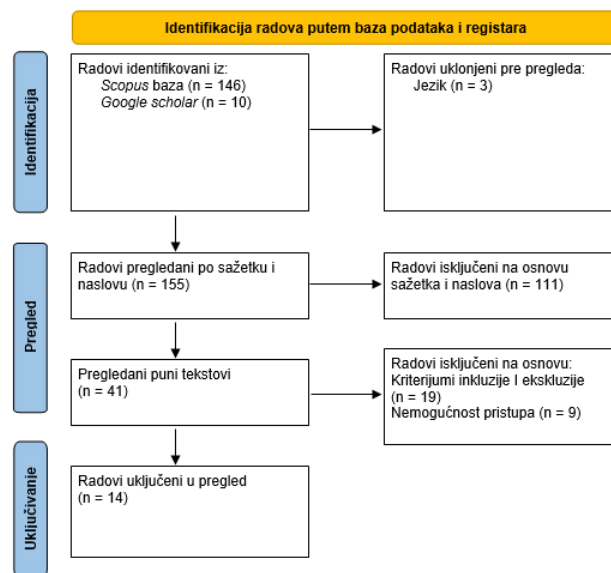 Identifikacija radova putem baza podataka i registara
Identifikacija
Radovi identifikovani iz:
Scopus baza (n = 146)
Google scholar (n = 10)
Radovi uklonjeni pre pregleda:
Jezik (n = 3)
Pregled
Radovi pregledani po sažetku i
naslovu (n = 155)
Radovi isključeni na osnovu
sažetka i naslova (n = 111)
Pregledani puni tekstovi
(n = 41)
Radovi isključeni na osnovu:
Kriterijumi inkluzije I ekskluzije
(n = 19)
Nemogućnost pristupa (n = 9)
Uključivanje
Radovi uključeni u pregled
(n = 14)